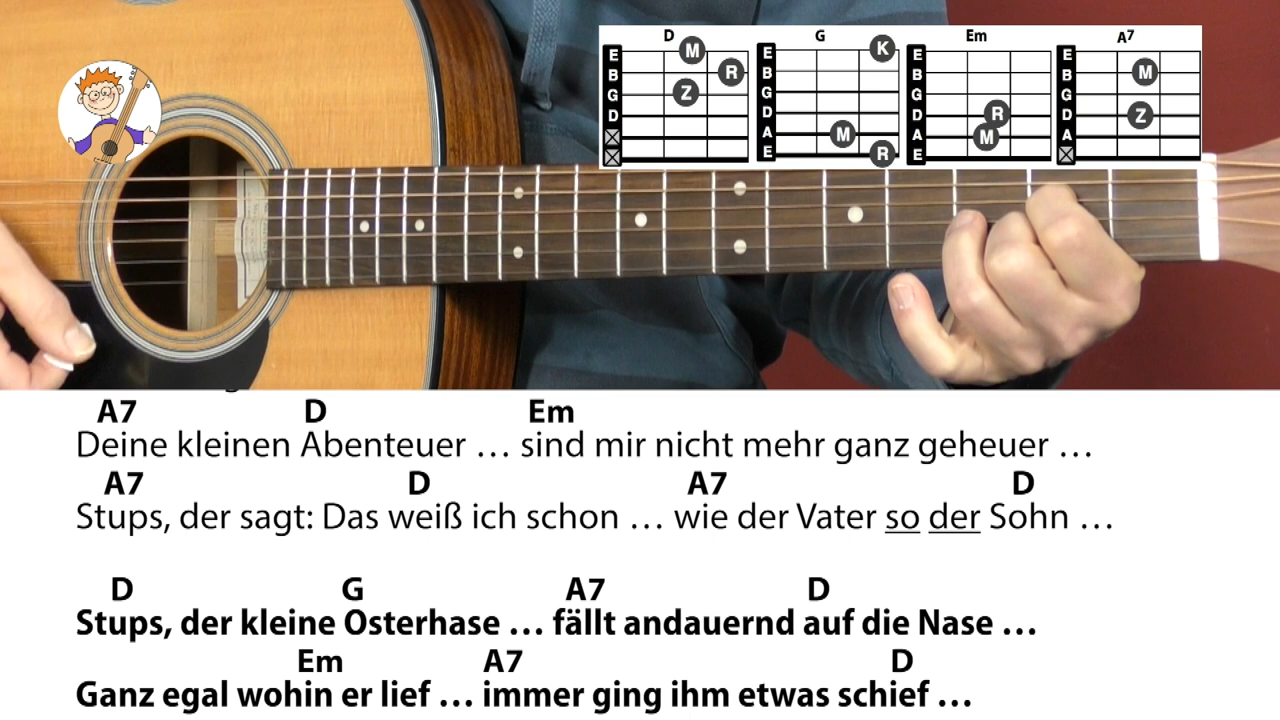 D G Em A7
E M E K E E
B R B B B M
G Z G G G
D D D R D Z
X A M A M A
X E R E X
A7 D Em
Deine kleinen Abenteuer … sind mir nicht mehr ganz geheuer …
A7 D A7 D
Stups, der sagt: Das weiß ich schon … wie der Vater so der Sohn …
D G A7 D
Stups, der kleine Osterhase … fällt andauernd auf die Nase …
Em A7 D
Ganz egal wohin er lief … immer ging ihm etwas schief …